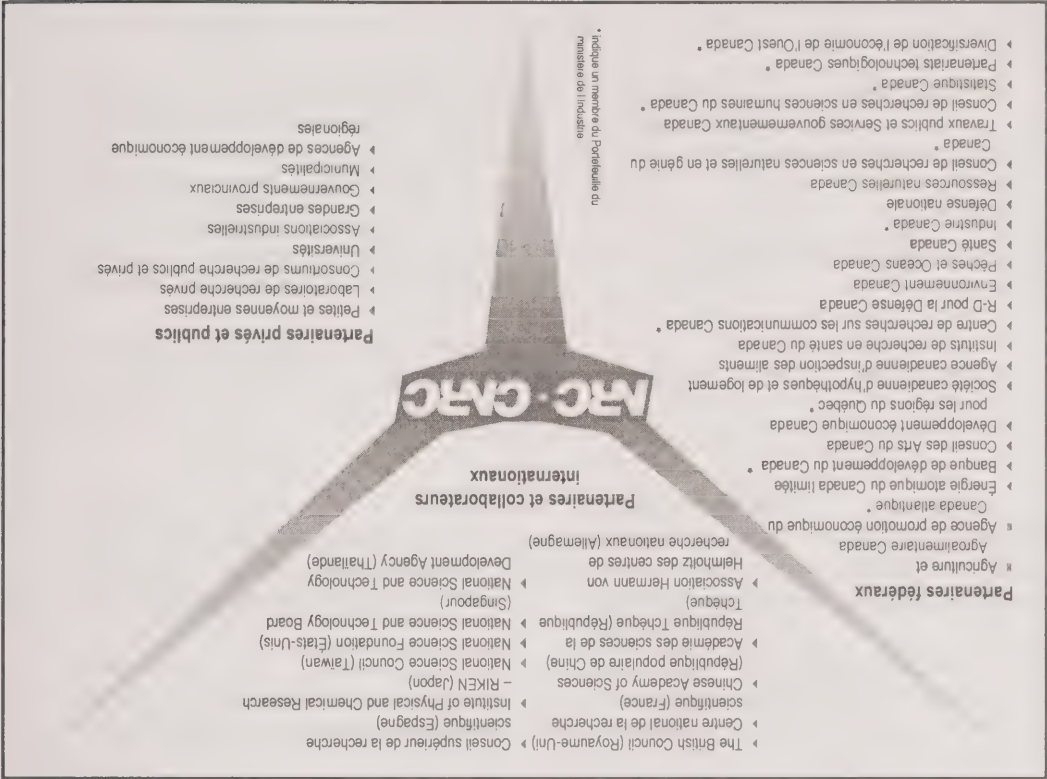 ▸ The British Council (Royaume-Uni)
▸ Centre national de la recherche
scientifique (France)
▸ Chinese Academy of Sciences
(République populaire de Chine)
▸ Académie des sciences de la
République Tchèque (République
Tchèque)
▸ Association Hermann von
Helmholz des centres de
recherche nationaux (Allemagne)
▸ Conseil supérieur de la recherche
scientifique (Espagne)
▸ Institute of Physical and Chemical Research
– RIKEN (Japon)
▸ National Science Council (Taïwan)
▸ National Science Foundation (États-Unis)
▸ National Science and Technology Board
(Singapour)
▸ National Science and Technology
Development Agency (Thaïlande)
Partenaires et collaborateurs
internationaux
NRC · CNRC
Partenaires fédéraux
▸ Agriculture et
Agroalimentaire Canada
▸ Agence de promotion économique du
Canada atlantique *
▸ Énergie atomique du Canada limitée
▸ Banque de développement du Canada *
▸ Conseil des Arts du Canada
▸ Développement économique Canada
pour les régions du Québec *
▸ Société canadienne d'hypothèques et de logement
▸ Agence canadienne d'inspection des aliments
▸ Instituts de recherche en santé du Canada
▸ Centre de recherches sur les communications Canada *
▸ R-D pour la Défense Canada
▸ Environnement Canada
▸ Pêches et Océans Canada
▸ Santé Canada
▸ Industrie Canada *
▸ Défense nationale
▸ Ressources naturelles Canada
▸ Conseil de recherches en sciences naturelles et en génie du
Canada *
▸ Travaux publics et Services gouvernementaux Canada
▸ Conseil de recherches en sciences humaines du Canada *
▸ Statistique Canada *
▸ Partenariats technologiques Canada *
▸ Diversification de l'économie de l'Ouest Canada *
Partenaires privés et publics
▸ Petites et moyennes entreprises
▸ Laboratoires de recherche privés
▸ Consortiums de recherche publics et privés
▸ Universités
▸ Associations industrielles
▸ Grandes entreprises
▸ Gouvernements provinciaux
▸ Municipalités
▸ Agences de développement économique
régionales
* indique un membre du Portefeuille du
ministère de l'Industrie